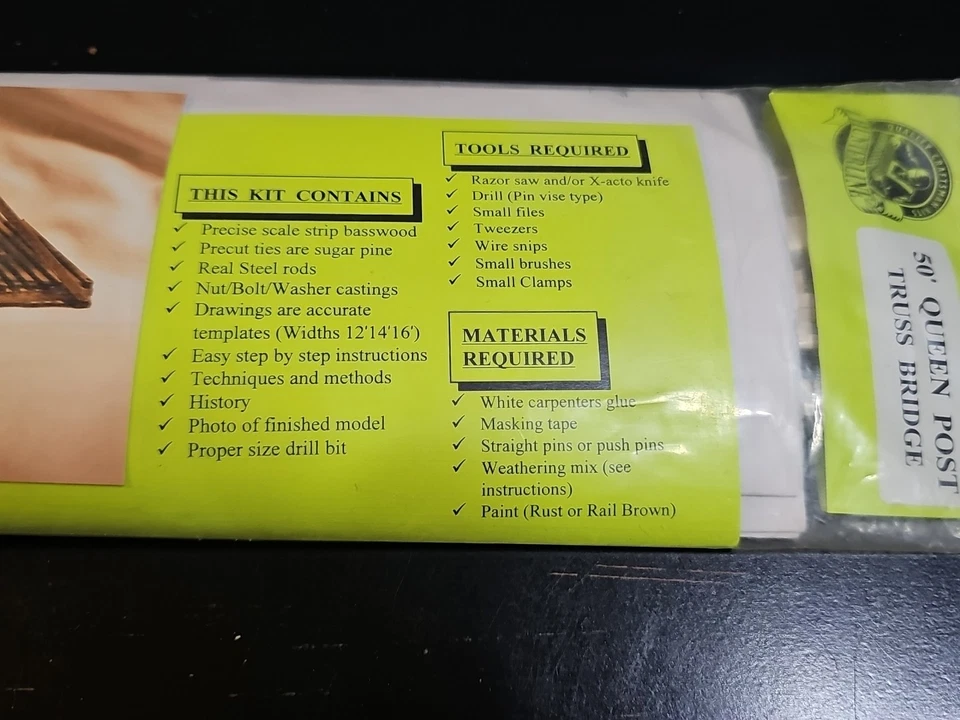 THIS KIT CONTAINS
✓ Precise scale strip basswood
✓ Precut ties are sugar pine
✓ Real Steel rods
✓ Nut/Bolt/Washer castings
✓ Drawings are accurate
templates (Widths 12'14'16')
✓ Easy step by step instructions
✓ Techniques and methods
✓ History
✓ Photo of finished model
✓ Proper size drill bit
TOOLS REQUIRED
✓ Razor saw and/or X-acto knife
✓ Drill (Pin vise type)
✓ Small files
✓ Tweezers
✓ Wire snips
✓ Small brushes
✓ Small Clamps
MATERIALS
REQUIRED
✓ White carpenters glue
✓ Masking tape
✓ Straight pins or push pins
✓ Weathering mix (see
instructions)
✓ Paint (Rust or Rail Brown)
QUALITY CRAFTSMAN KITS
50' QUEEN POST
TRUSS BRIDGE